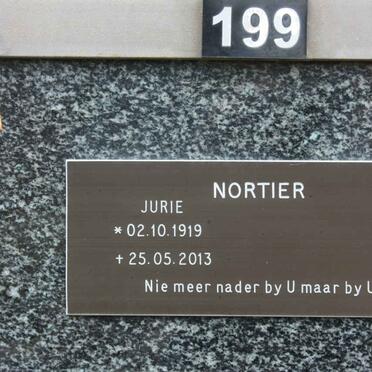 199
NORTIER
JURIE
* 02.10.1919
+ 25.05.2013
Nie meer nader by U maar by U